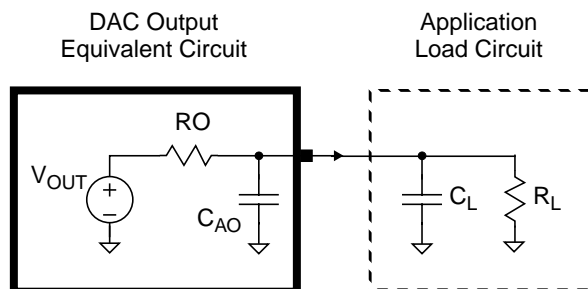 DAC Output
Equivalent Circuit
Application
Load Circuit
RO
VOUT
+
−
CAO
CL
RL